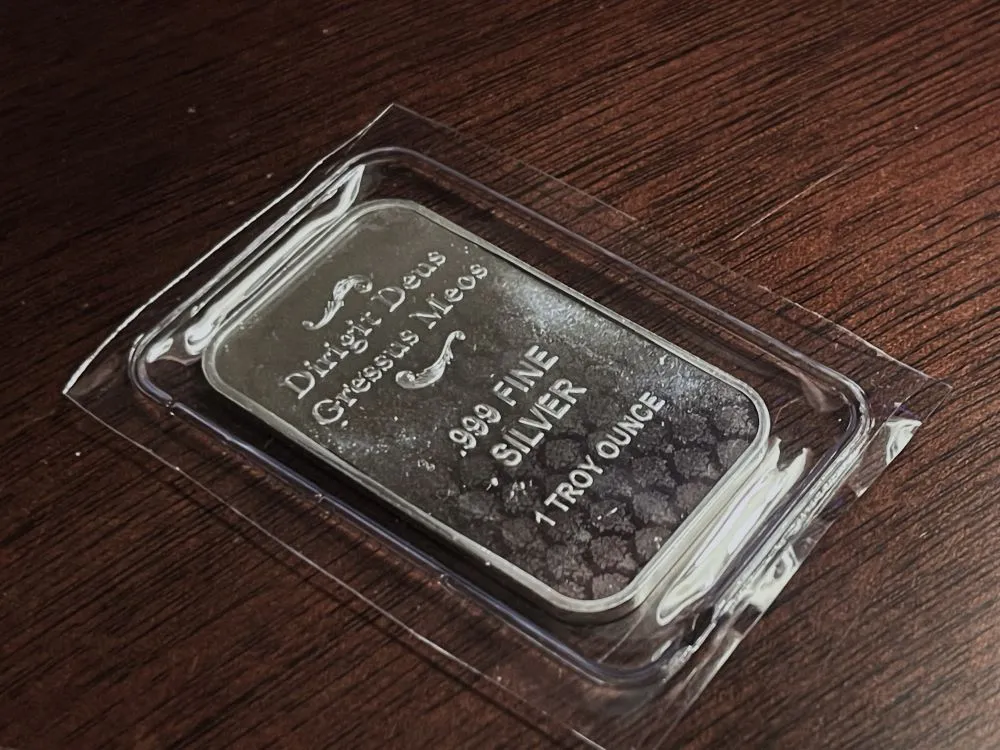 Dirigit Deus
Gressus Meos
.999 FINE
SILVER
1 TROY OUNCE